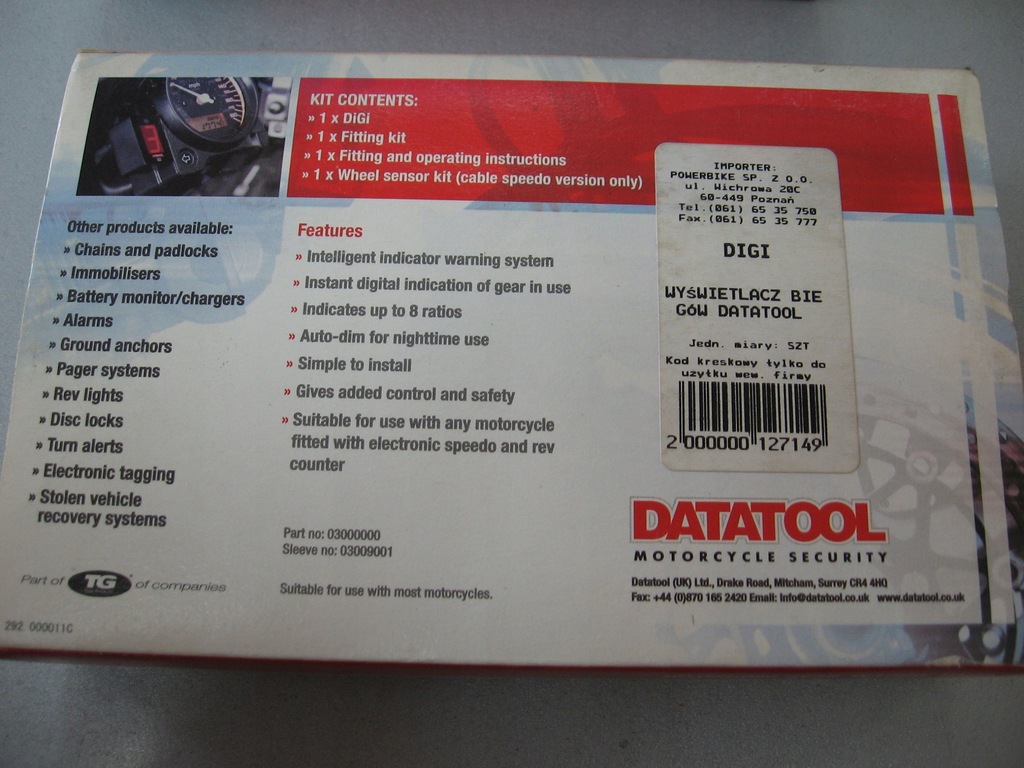 KIT CONTENTS:
» 1 x DiGi
» 1 x Fitting kit
» 1 x Fitting and operating instructions
» 1 x Wheel sensor kit (cable speedo version only)
Other products available:
» Chains and padlocks
» Immobilisers
» Battery monitor/chargers
» Alarms
» Ground anchors
» Pager systems
» Rev lights
» Disc locks
» Turn alerts
» Electronic tagging
» Stolen vehicle
recovery systems
Features
» Intelligent indicator warning system
» Instant digital indication of gear in use
» Indicates up to 8 ratios
» Auto-dim for nighttime use
» Simple to install
» Gives added control and safety
» Suitable for use with any motorcycle
fitted with electronic speedo and rev
counter
Part no: 03000000
Sleeve no: 03009001
Suitable for use with most motorcycles.
Part of TG of companies
292 000011C
IMPORTER:
POWERBIKE SP. Z O.O.
ul. Wichrowa 20C
60-449 Poznań
Tel.(061) 65 35 750
Fax.(061) 65 35 777
DIGI
WYśWIETLACZ BIE
GóW DATATOOL
Jedn. miary: SZT
Kod kreskowy tylko do
użytku wew. firmy
2 000000 127149
DATATOOL
MOTORCYCLE SECURITY
Datatool (UK) Ltd., Drake Road, Mitcham, Surrey CR4 4HQ
Fax: +44 (0)870 165 2420 Email: info@datatool.co.uk www.datatool.co.uk